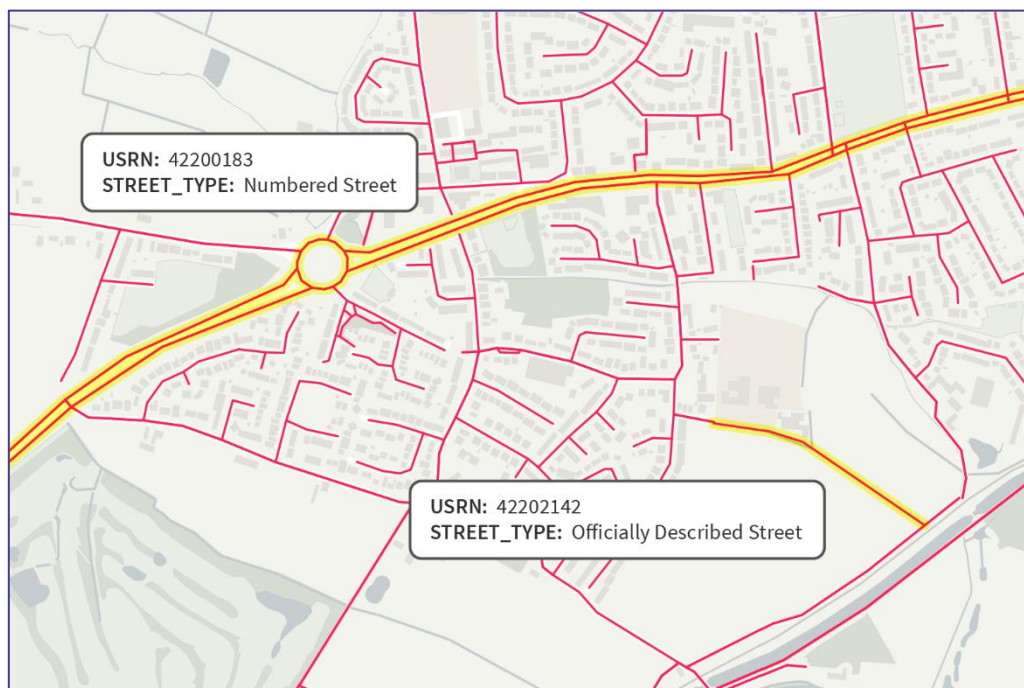 USRN: 42200183
STREET_TYPE: Numbered Street
USRN: 42202142
STREET_TYPE: Officially Described Street